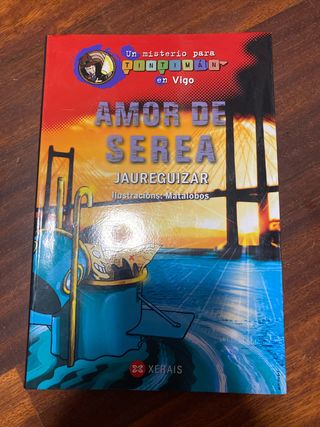 Un misterio para
TINTIMÁN
en Vigo
AMOR DE
SEREA
JAUREGUIZAR
Ilustracións: Matalobos
XERAIS